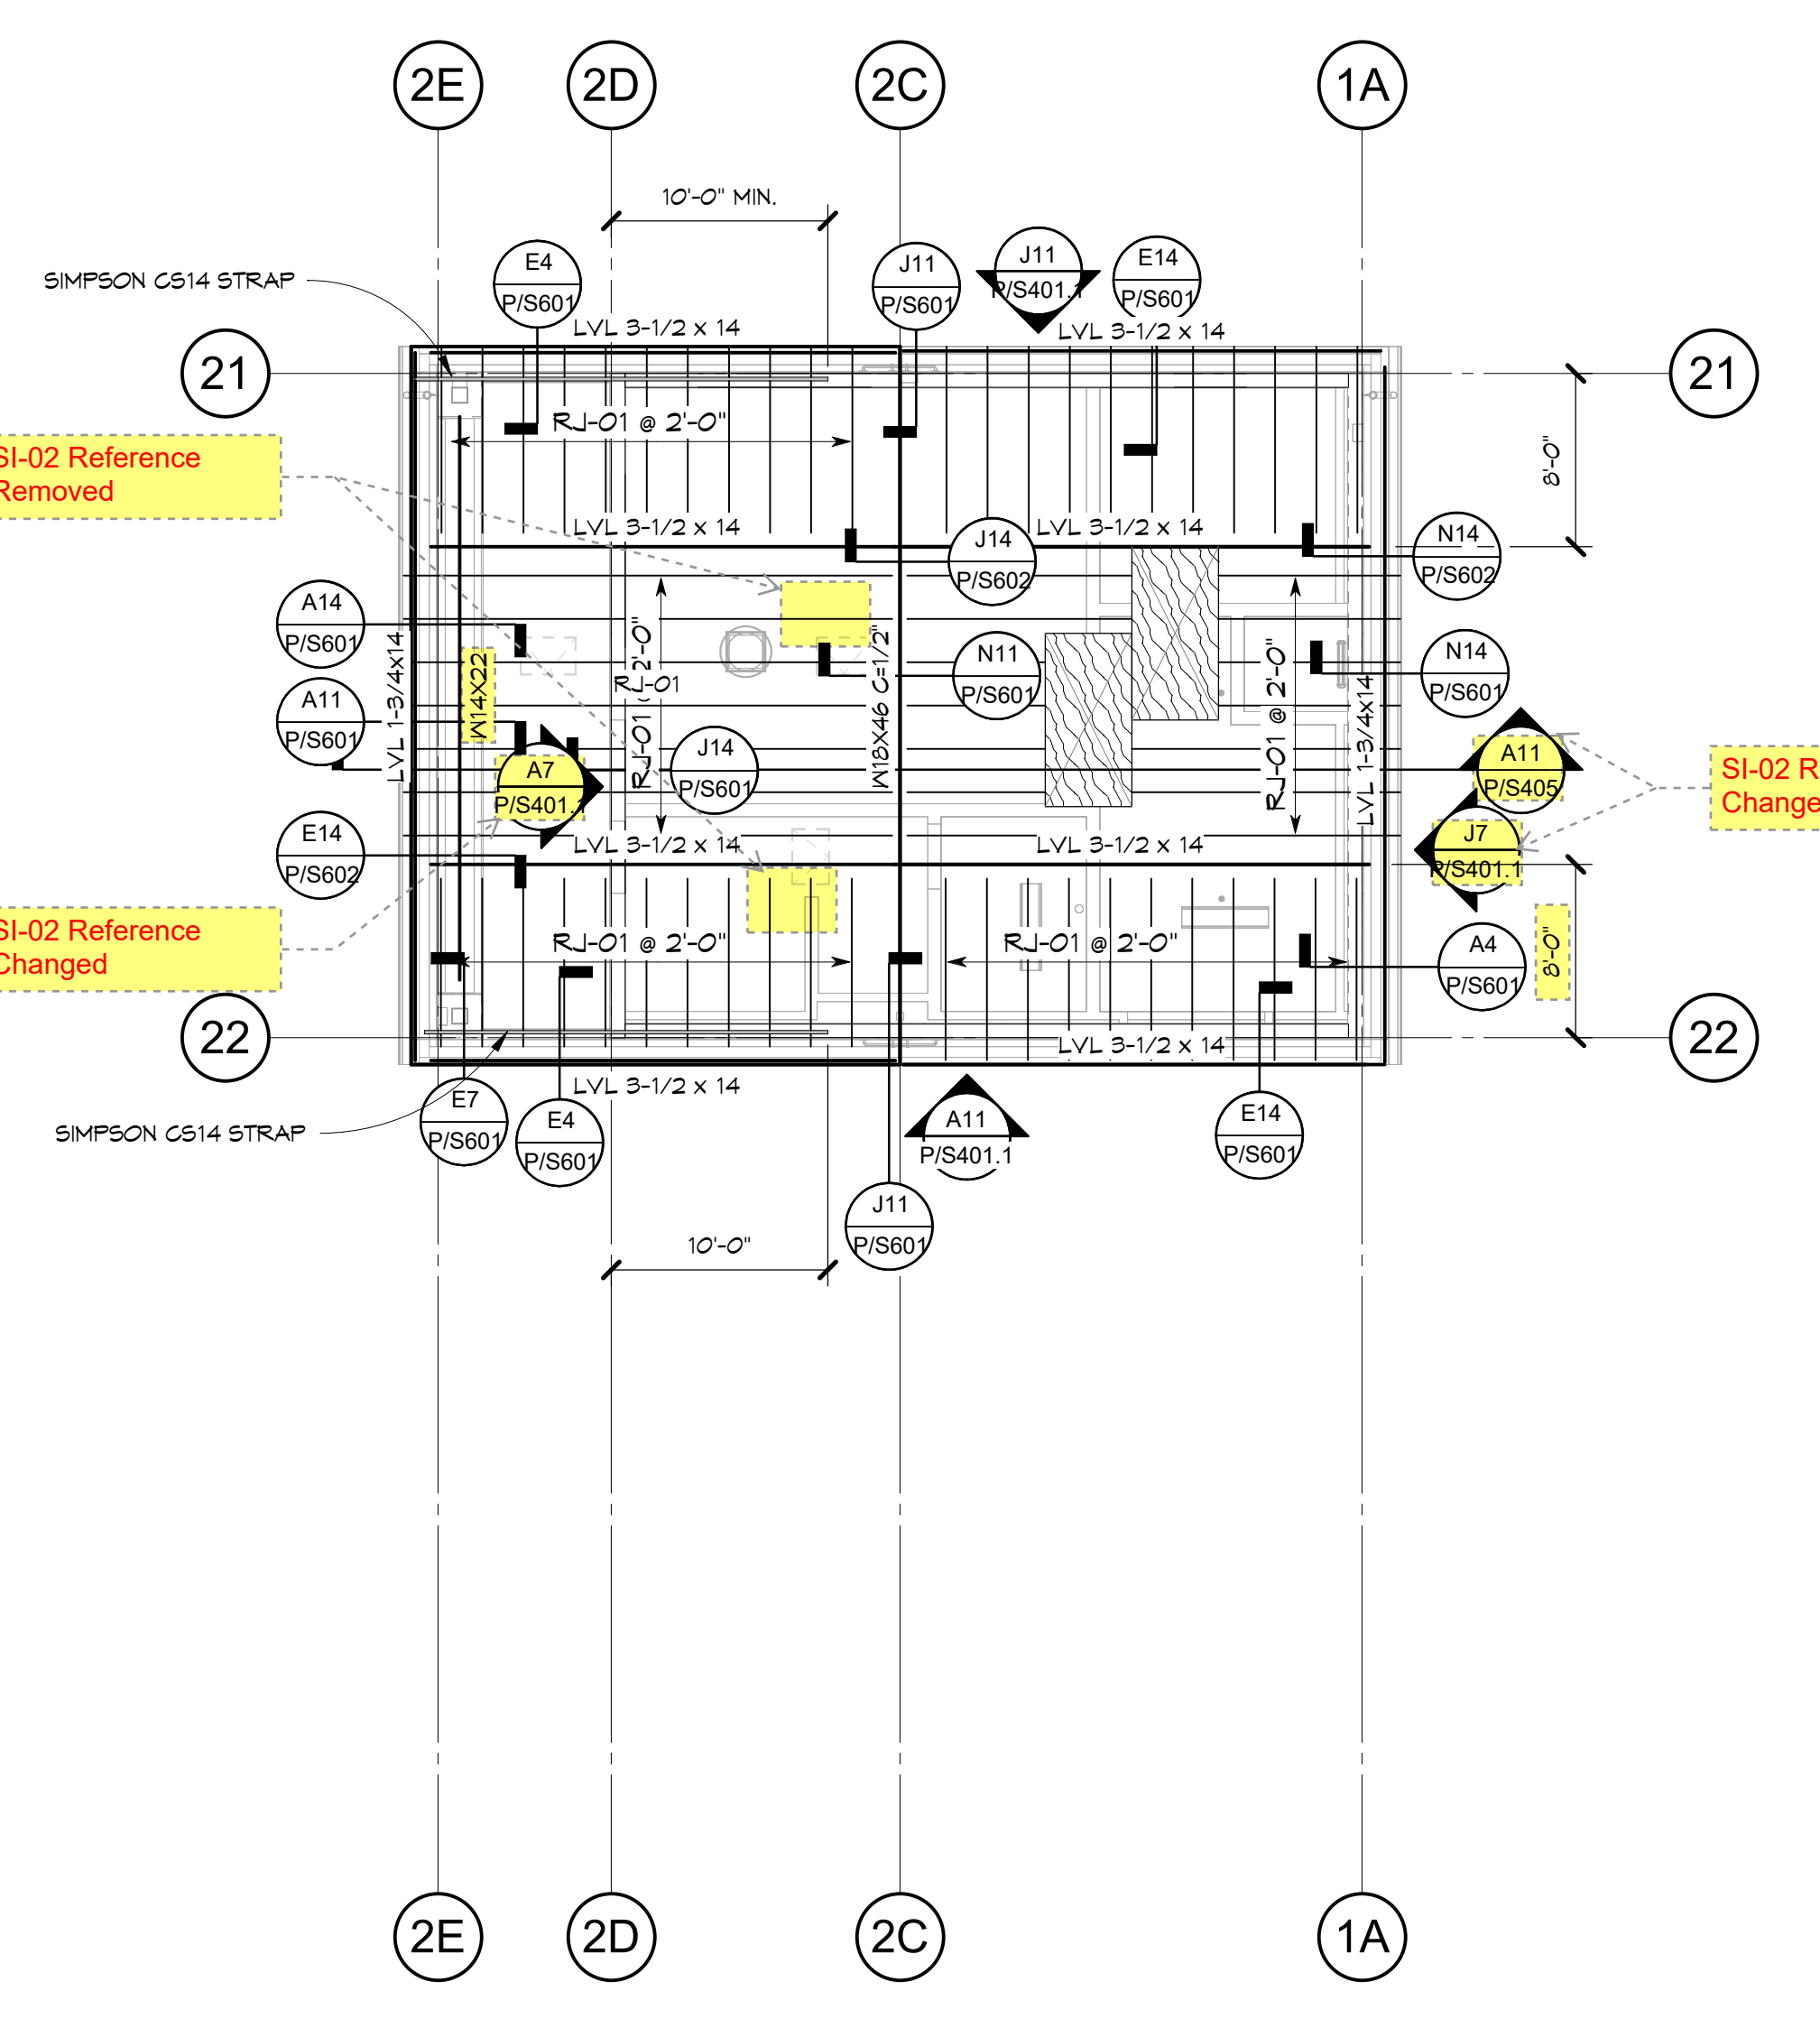 2E
2D
2C
1A
10'-0" MIN.
SIMPSON CS14 STRAP
E4
P/S601
J11
P/S601
J11
P/S401.1
E14
P/S601
LVL 3-1/2 x 14
LVL 3-1/2 x 14
21
21
RJ-01 @ 2'-0"
8'-0"
SI-02 Reference
Removed
LVL 3-1/2 x 14
LVL 3-1/2 x 14
J14
P/S602
N14
P/S602
A14
P/S601
N11
P/S601
N14
P/S601
LVL 1-3/4x14
W14X22
RJ-01 @ 2'-0"
RJ-01
W18X46 C=1/2"
RJ-01 @ 2'-0"
LVL 1-3/4x14
A11
P/S601
A7
P/S401.1
J14
P/S601
A11
P/S405
SI-02 R
Change
J7
P/S401.1
E14
P/S602
LVL 3-1/2 x 14
LVL 3-1/2 x 14
SI-02 Reference
Changed
RJ-01 @ 2'-0"
RJ-01 @ 2'-0"
A4
P/S601
8'-0"
22
22
LVL 3-1/2 x 14
LVL 3-1/2 x 14
SIMPSON CS14 STRAP
E7
P/S601
E4
P/S601
A11
P/S401.1
E14
P/S601
J11
P/S601
10'-0"
2E
2D
2C
1A